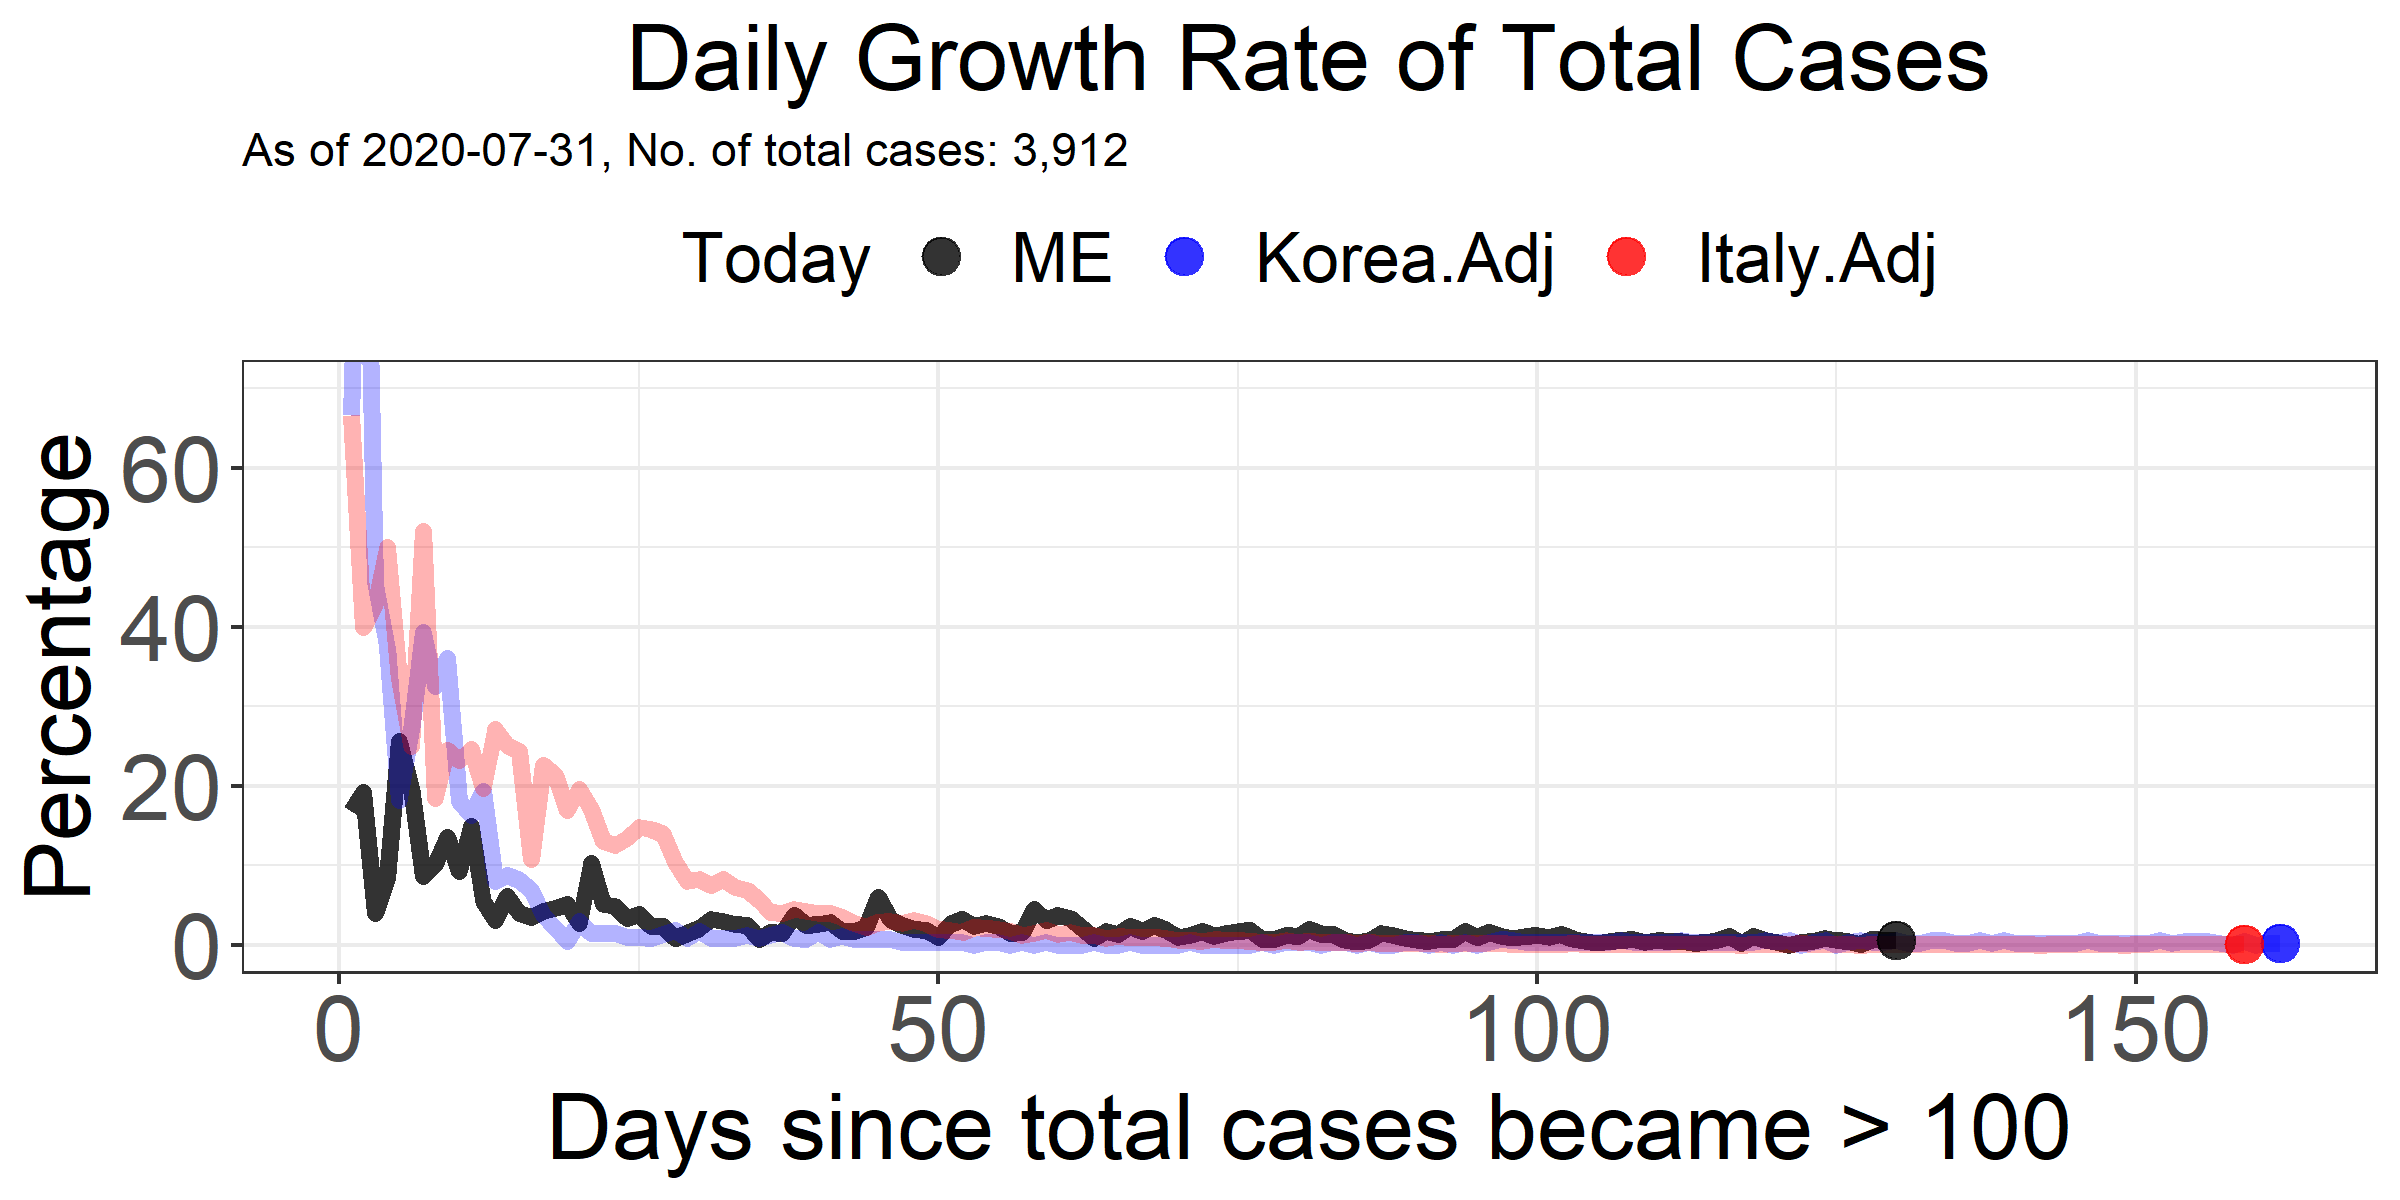 Daily Growth Rate of Total Cases
As of 2020-07-31, No. of total cases: 3,912
Today ME Korea.Adj Italy.Adj
Percentage
60
40
20
0
0 50 100 150
Days since total cases became > 100